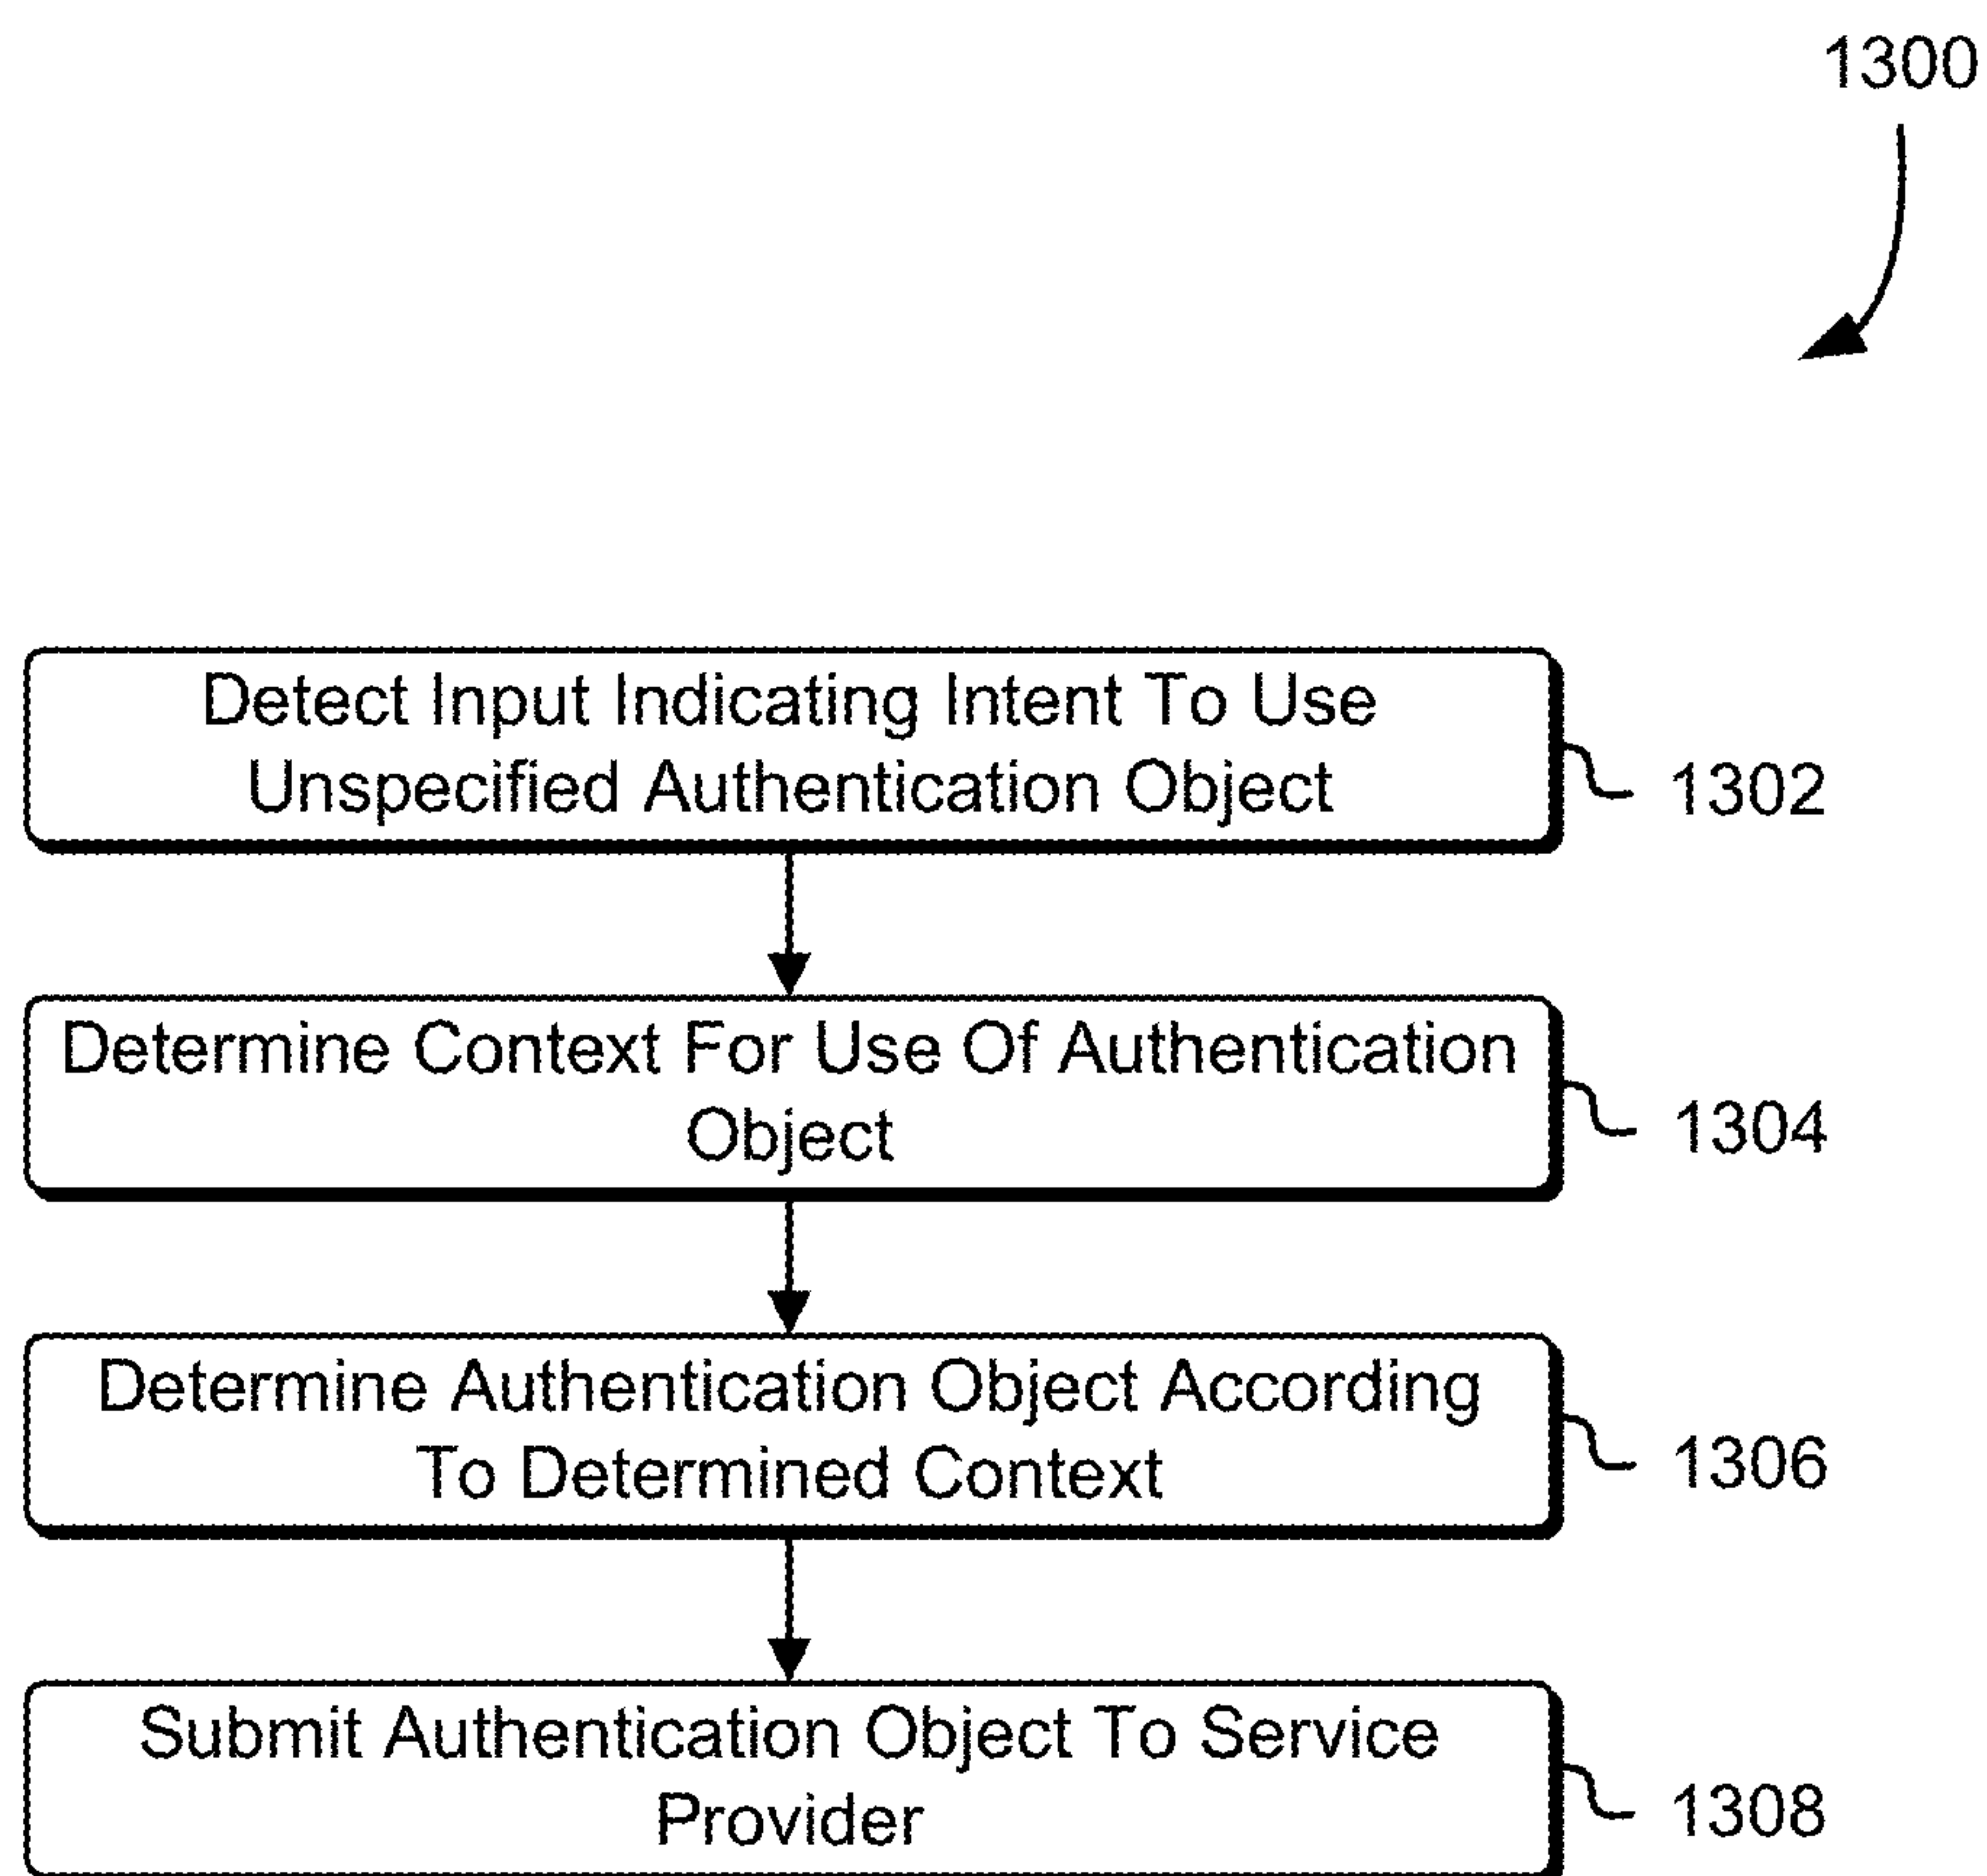 1300
Detect Input Indicating Intent To Use
Unspecified Authentication Object
1302
Determine Context For Use Of Authentication
Object
1304
Determine Authentication Object According
To Determined Context
1306
Submit Authentication Object To Service
Provider
1308